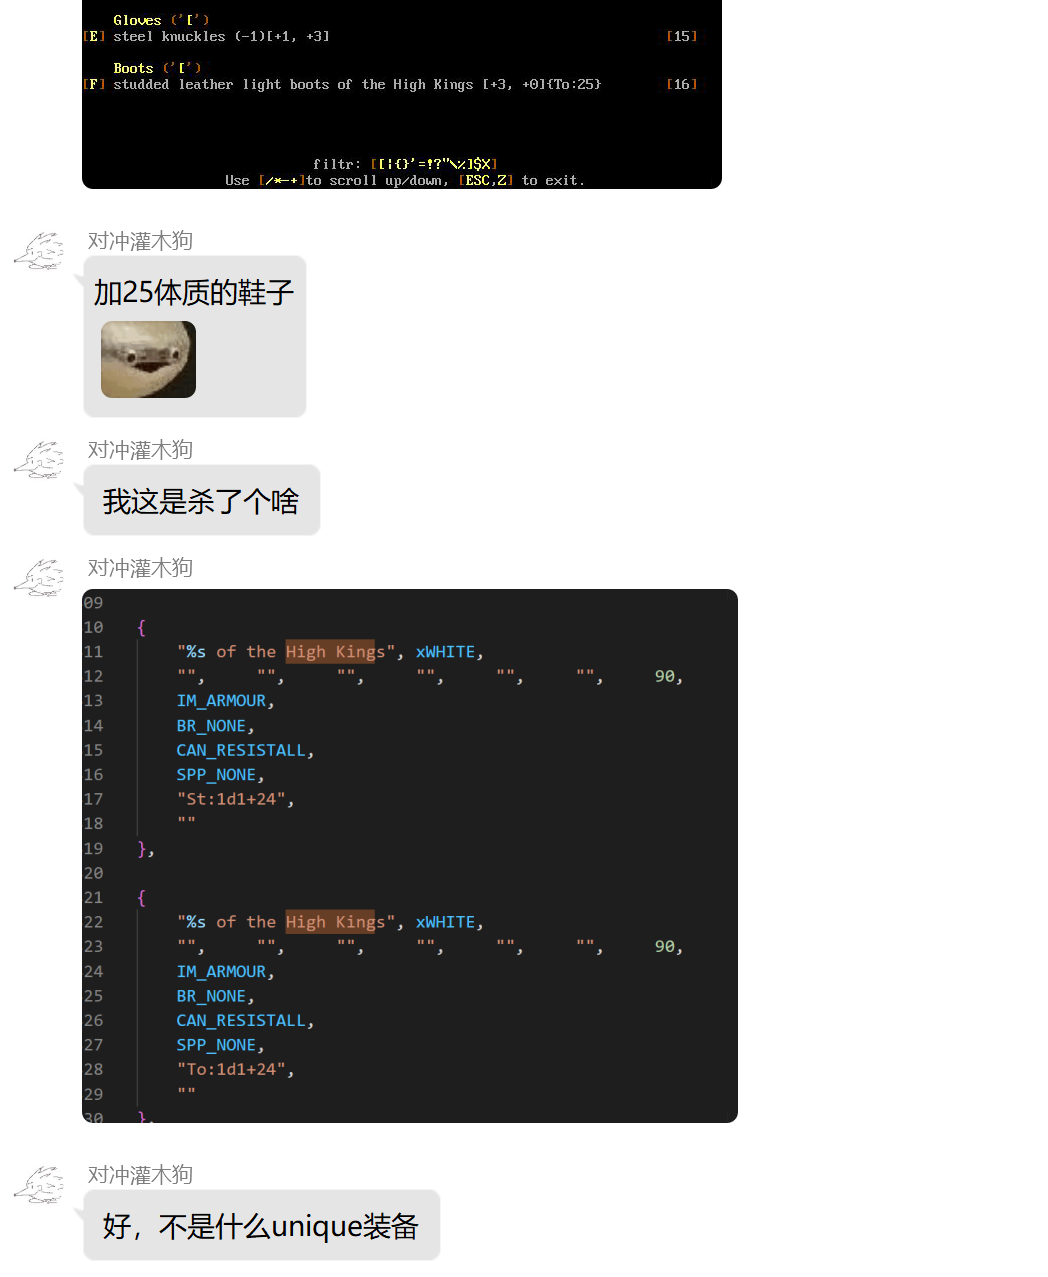 Gloves ('[')
[E] steel knuckles (-1)[+1, +3] [15]
Boots ('[')
[F] studded leather light boots of the High Kings [+3, +0]{To:25} [16]
filtr: [[|{}'=!?"\%]$X]
Use [/*-+]to scroll up/down, [ESC,Z] to exit.
对冲灌木狗
加25体质的鞋子
对冲灌木狗
我这是杀了个啥
对冲灌木狗
09
10 {
11 "%s of the High Kings", xWHITE,
12 "", "", "", "", "", "", 90,
13 IM_ARMOUR,
14 BR_NONE,
15 CAN_RESISTALL,
16 SPP_NONE,
17 "St:1d1+24",
18 ""
19 },
20
21 {
22 "%s of the High Kings", xWHITE,
23 "", "", "", "", "", "", 90,
24 IM_ARMOUR,
25 BR_NONE,
26 CAN_RESISTALL,
27 SPP_NONE,
28 "To:1d1+24",
29 ""
30 },
对冲灌木狗
好，不是什么unique装备